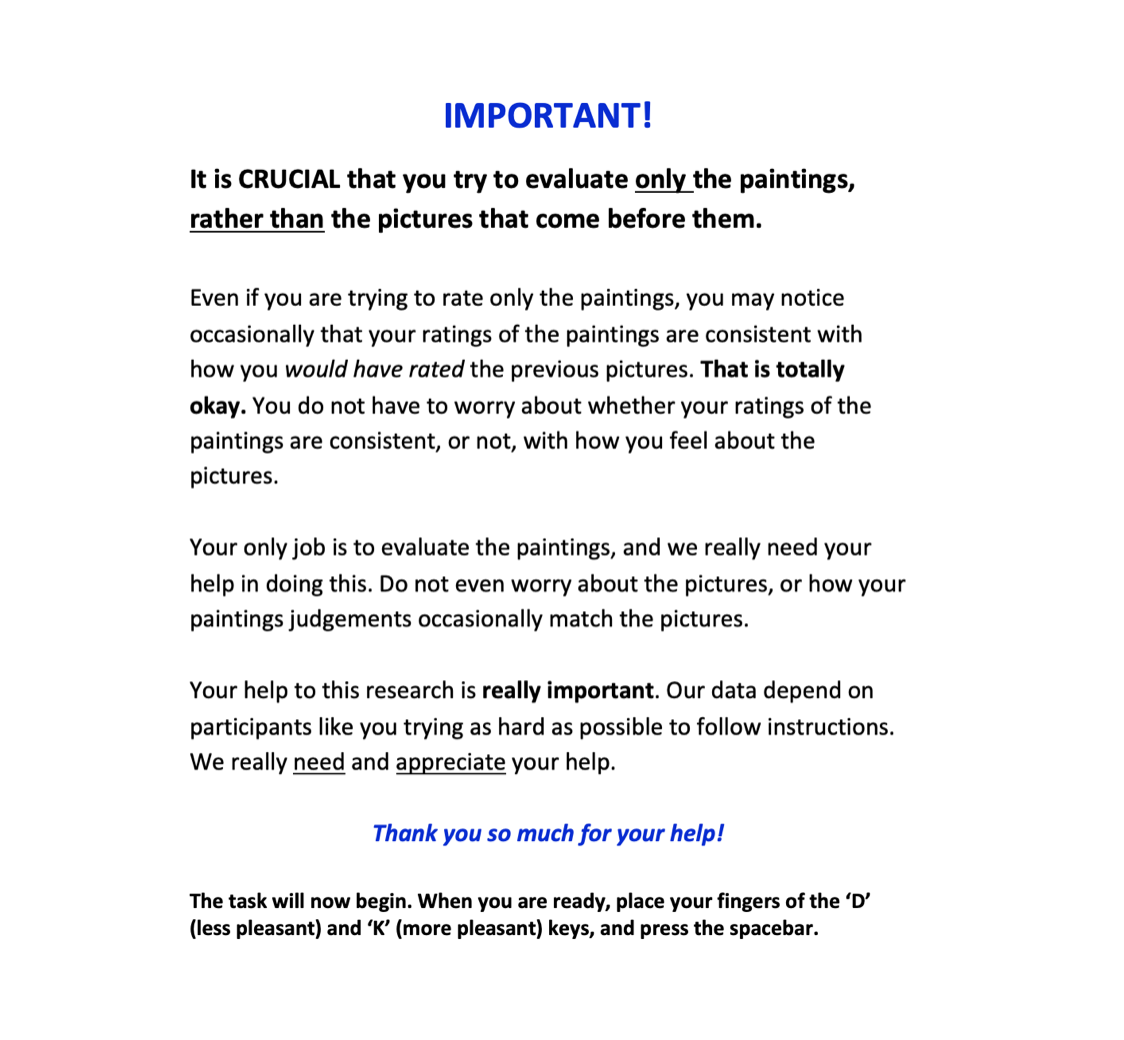 IMPORTANT!
It is CRUCIAL that you try to evaluate only the paintings,
rather than the pictures that come before them.
Even if you are trying to rate only the paintings, you may notice
occasionally that your ratings of the paintings are consistent with
how you would have rated the previous pictures. That is totally
okay. You do not have to worry about whether your ratings of the
paintings are consistent, or not, with how you feel about the
pictures.
Your only job is to evaluate the paintings, and we really need your
help in doing this. Do not even worry about the pictures, or how your
paintings judgements occasionally match the pictures.
Your help to this research is really important. Our data depend on
participants like you trying as hard as possible to follow instructions.
We really need and appreciate your help.
Thank you so much for your help!
The task will now begin. When you are ready, place your fingers of the ‘D’
(less pleasant) and ‘K’ (more pleasant) keys, and press the spacebar.